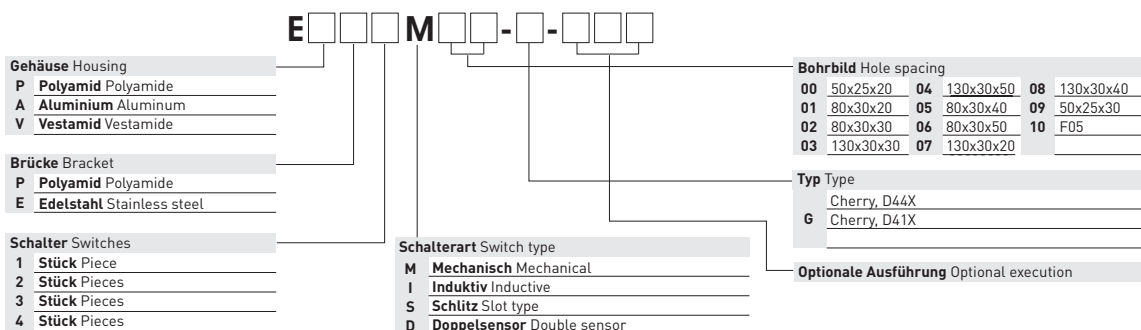 E□□□M□□-□-□□□
Gehäuse Housing
P Polyamid Polyamide
A Aluminium Aluminum
V Vestamid Vestamide
Brücke Bracket
P Polyamid Polyamide
E Edelstahl Stainless steel
Schalter Switches
1 Stück Piece
2 Stück Pieces
3 Stück Pieces
4 Stück Pieces
Schalterart Switch type
M Mechanisch Mechanical
I Induktiv Inductive
S Schlitz Slot type
D Doppelsensor Double sensor
Bohrbild Hole spacing
00 50x25x20 04 130x30x50 08 130x30x40
01 80x30x20 05 80x30x40 09 50x25x30
02 80x30x30 06 80x30x50 10 F05
03 130x30x30 07 130x30x20
Typ Type
Cherry, D44X
G Cherry, D41X
Optionale Ausführung Optional execution